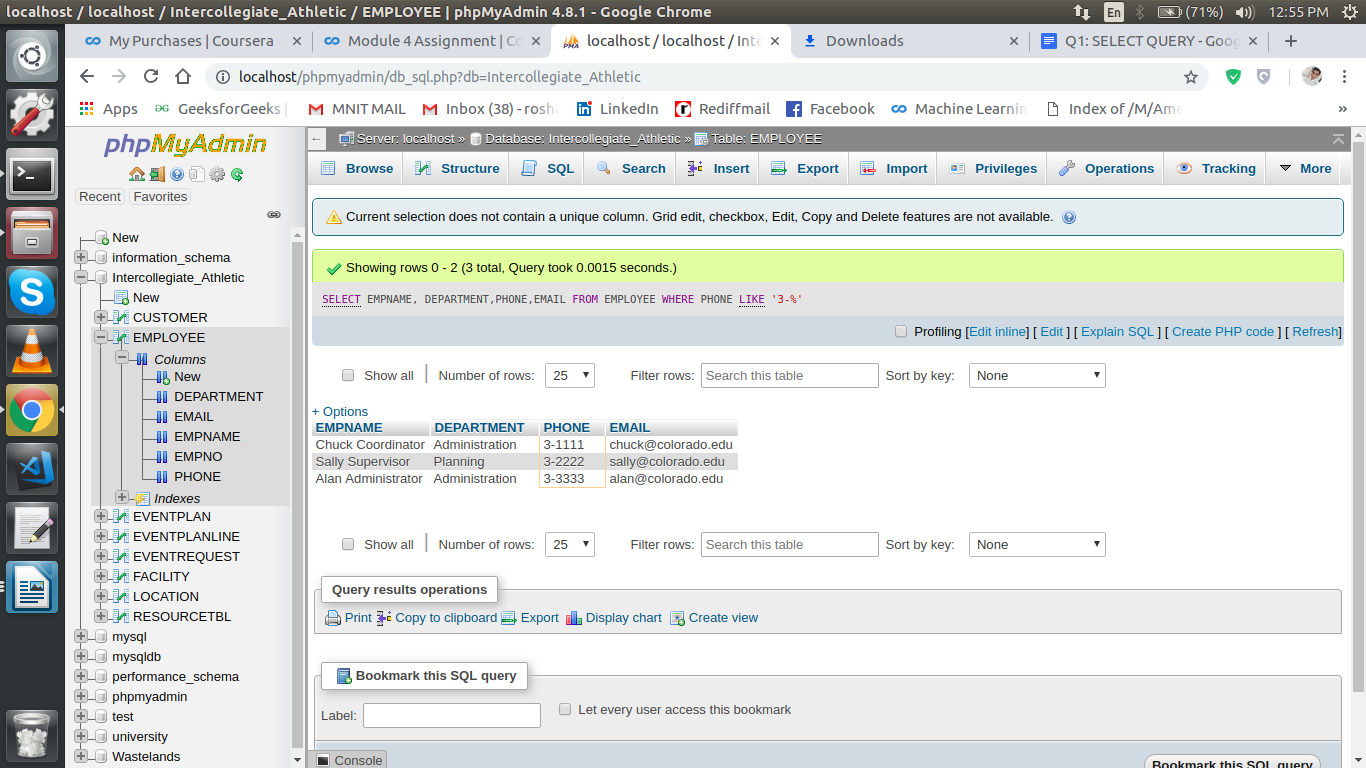 localhost / localhost / Intercollegiate_Athletic / EMPLOYEE | phpMyAdmin 4.8.1 - Google Chrome
En (71%) 12:55 PM
My Purchases | Coursera
Module 4 Assignment | Co
localhost / localhost / Inte
Downloads
Q1: SELECT QUERY - Goog
localhost/phpmyadmin/db_sql.php?db=Intercollegiate_Athletic
Apps
GeeksforGeeks |
MNIT MAIL
Inbox (38) - rosh
LinkedIn
Rediffmail
Facebook
Machine Learnin
Index of /M/Ame
»
phpMyAdmin
Recent Favorites
New
information_schema
Intercollegiate_Athletic
New
CUSTOMER
EMPLOYEE
Columns
New
DEPARTMENT
EMAIL
EMPNAME
EMPNO
PHONE
Indexes
EVENTPLAN
EVENTPLANLINE
EVENTREQUEST
FACILITY
LOCATION
RESOURCETBL
mysql
mysqldb
performance_schema
phpmyadmin
test
university
Wastelands
Server: localhost » Database: Intercollegiate_Athletic » Table: EMPLOYEE
Browse Structure SQL Search Insert Export Import Privileges Operations Tracking More
Current selection does not contain a unique column. Grid edit, checkbox, Edit, Copy and Delete features are not available.
Showing rows 0 - 2 (3 total, Query took 0.0015 seconds.)
SELECT EMPNAME, DEPARTMENT,PHONE,EMAIL FROM EMPLOYEE WHERE PHONE LIKE '3-%'
Profiling [Edit inline] [ Edit ] [ Explain SQL ] [ Create PHP code ] [ Refresh]
Show all | Number of rows: 25 Filter rows: Search this table Sort by key: None
+ Options
EMPNAME DEPARTMENT PHONE EMAIL
Chuck Coordinator Administration 3-1111 chuck@colorado.edu
Sally Supervisor Planning 3-2222 sally@colorado.edu
Alan Administrator Administration 3-3333 alan@colorado.edu
Show all | Number of rows: 25 Filter rows: Search this table Sort by key: None
Query results operations
Print Copy to clipboard Export Display chart Create view
Bookmark this SQL query
Label: Let every user access this bookmark
Console
Bookmark this SQL query